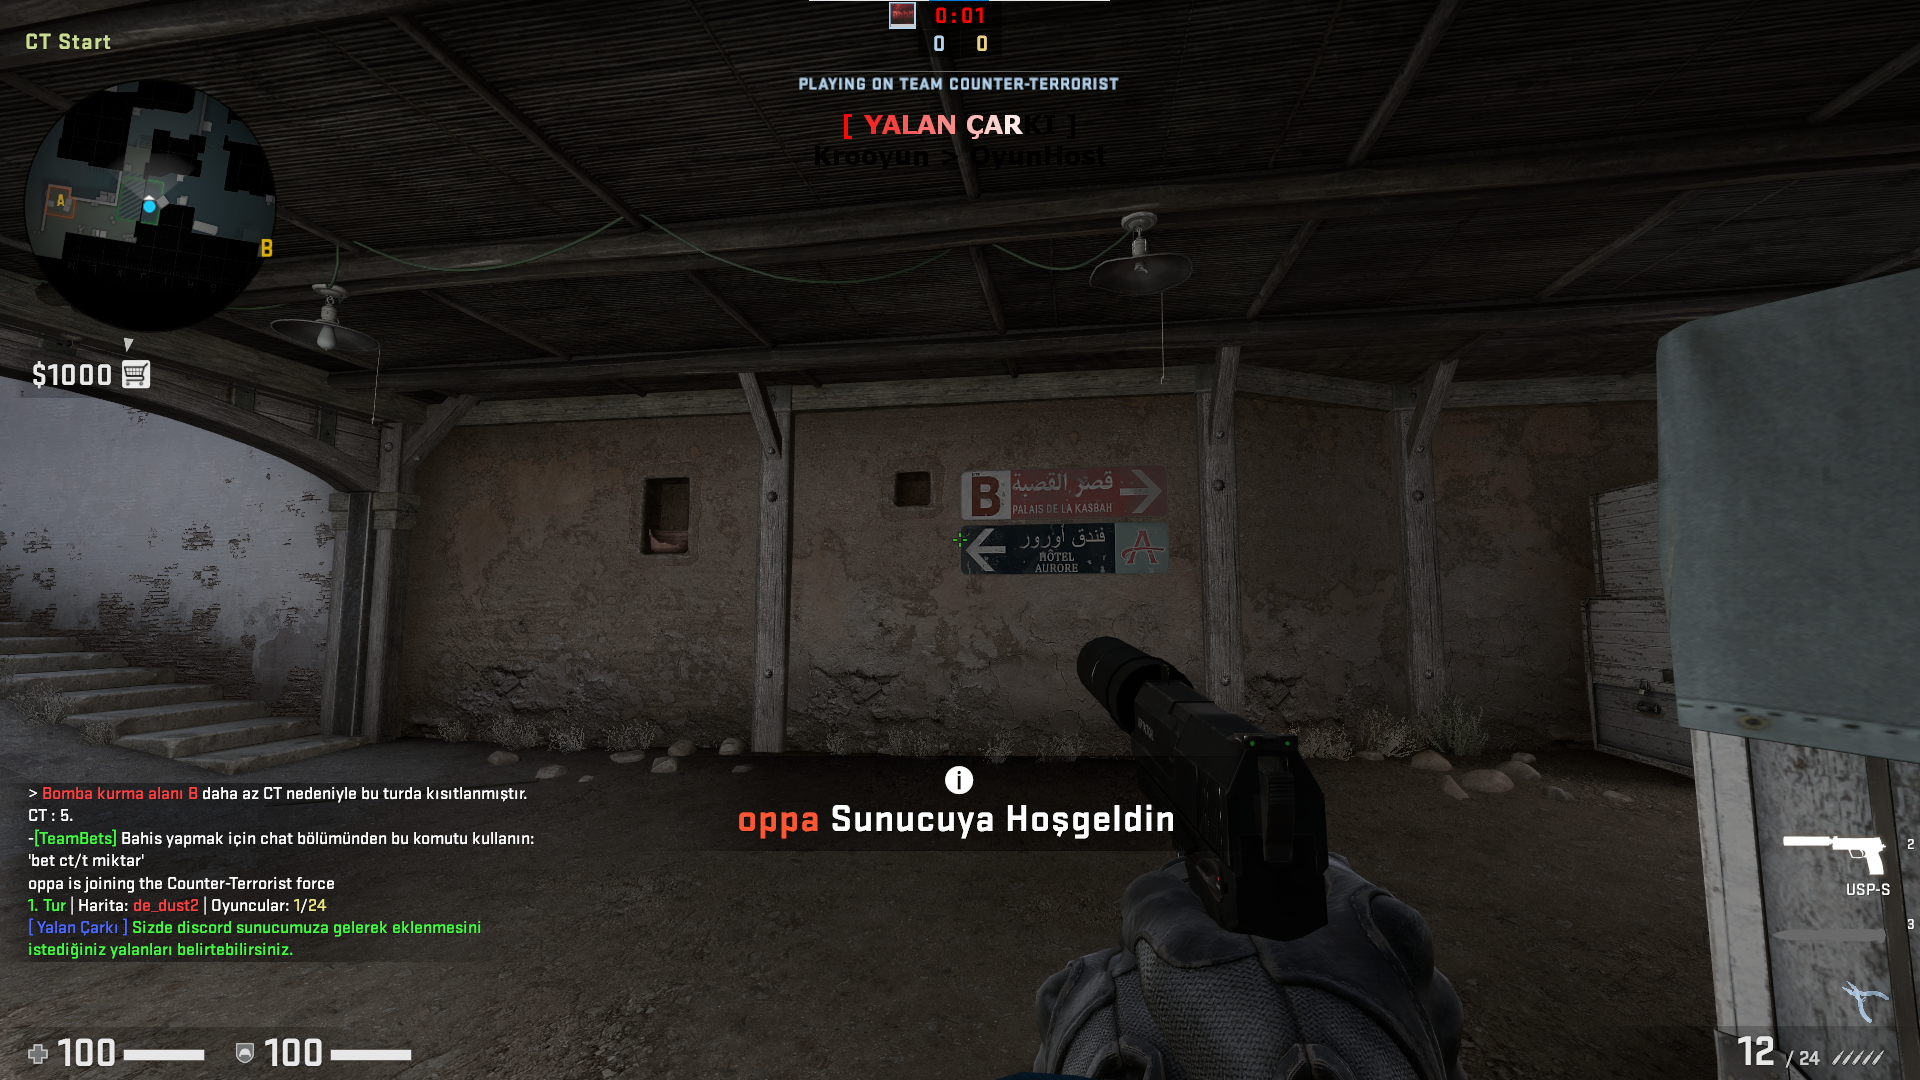 CT Start
0:01
0 0
PLAYING ON TEAM COUNTER-TERRORIST
[ YALAN ÇARKI ]
Krooyun > OyunHost
A
B
$1000
B قصر القصبة
PALAIS DE LA KASBAH
فندق أورور
HÔTEL
AURORE
A
i
oppa Sunucuya Hoşgeldin
> Bomba kurma alanı B daha az CT nedeniyle bu turda kısıtlanmıştır.
CT : 5.
-[TeamBets] Bahis yapmak için chat bölümünden bu komutu kullanın:
'bet ct/t miktar'
oppa is joining the Counter-Terrorist force
1. Tur | Harita: de_dust2 | Oyuncular: 1/24
[ Yalan Çarkı ] Sizde discord sunucumuza gelerek eklenmesini
istediğiniz yalanları belirtebilirsiniz.
2
USP-S
3
100 100
12 / 24